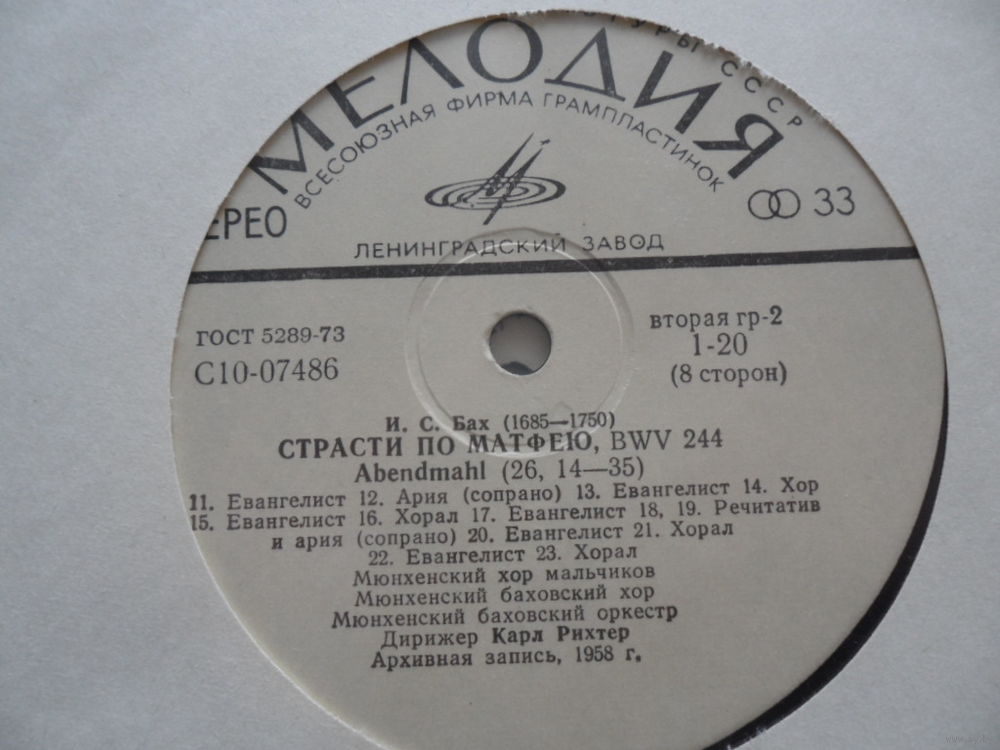 СССР
МЕЛОДИЯ
ВСЕСОЮЗНАЯ ФИРМА ГРАМПЛАСТИНОК
ЕРЕО
33
ЛЕНИНГРАДСКИЙ ЗАВОД
ГОСТ 5289-73
С10-07486
вторая гр-2
1-20
(8 сторон)
И. С. Бах (1685—1750)
СТРАСТИ ПО МАТФЕЮ, BWV 244
Abendmahl (26, 14—35)
11. Евангелист 12. Ария (сопрано) 13. Евангелист 14. Хор
15. Евангелист 16. Хорал 17. Евангелист 18, 19. Речитатив
и ария (сопрано) 20. Евангелист 21. Хорал
22. Евангелист 23. Хорал
Мюнхенский хор мальчиков
Мюнхенский баховский хор
Мюнхенский баховский оркестр
Дирижер Карл Рихтер
Архивная запись, 1958 г.